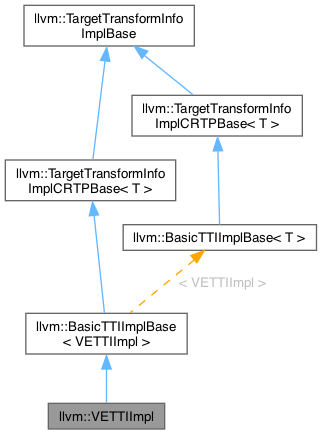 llvm::TargetTransformInfo
ImplBase
llvm::TargetTransformInfo
ImplCRTPBase< T >
llvm::TargetTransformInfo
ImplCRTPBase< T >
llvm::BasicTTIImplBase< T >
< VETTIImpl >
llvm::BasicTTIImplBase
< VETTIImpl >
llvm::VETTIImpl